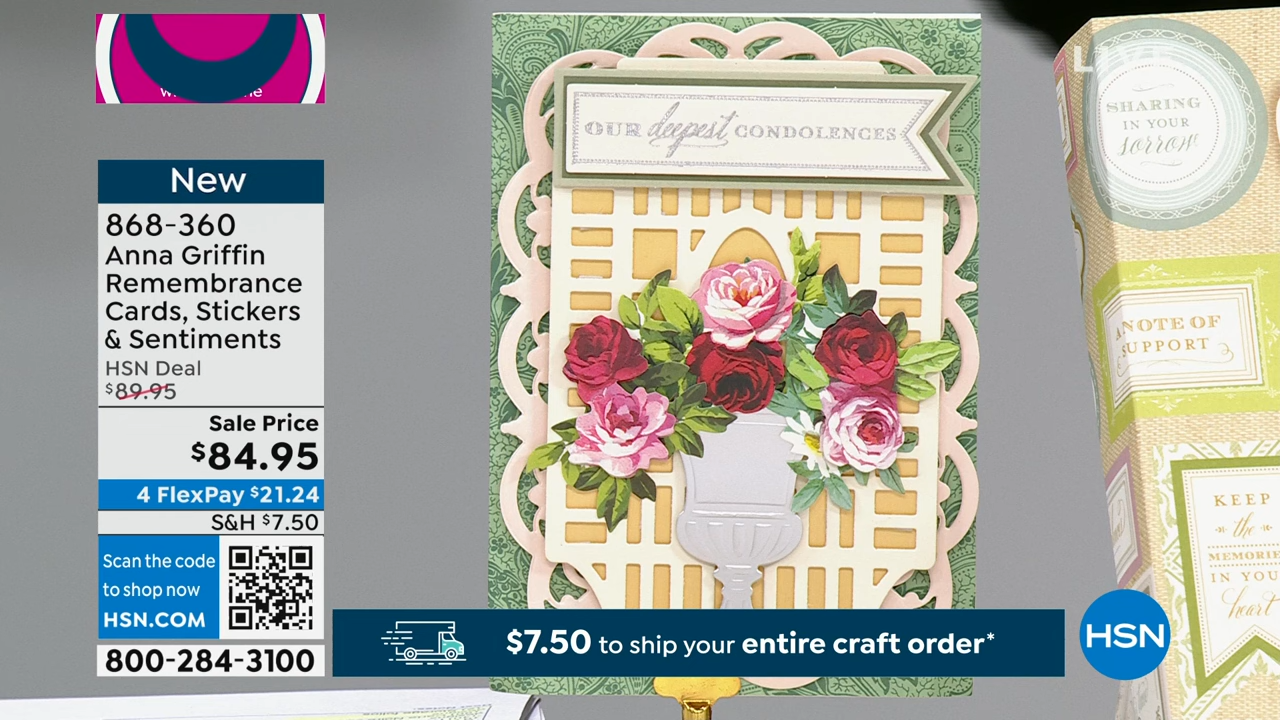 New
868-360
Anna Griffin
Remembrance
Cards, Stickers
& Sentiments
HSN Deal
$89.95
Sale Price
$84.95
4 FlexPay $21.24
S&H $7.50
Scan the code
to shop now
HSN.COM
800-284-3100
OUR deepest CONDOLENCES
LIVE
SHARING
IN YOUR
sorrow
A NOTE OF
SUPPORT
KEEP
the
MEMORIES
IN YOUR
heart
$7.50 to ship your entire craft order*
HSN